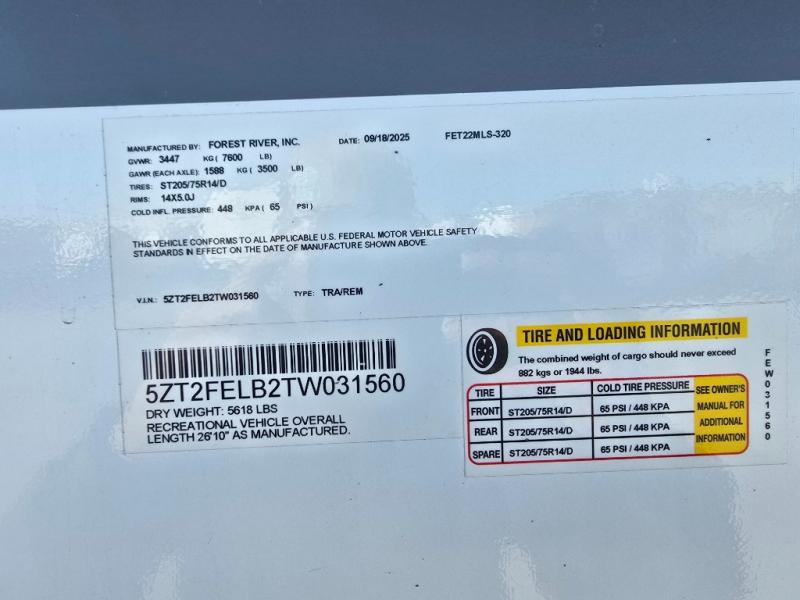 MANUFACTURED BY: FOREST RIVER, INC. DATE: 09/18/2025 FET22MLS-320
GVWR: 3447 KG ( 7600 LB)
GAWR (EACH AXLE): 1588 KG ( 3500 LB)
TIRES: ST205/75R14/D
RIMS: 14X5.0J
COLD INFL. PRESSURE: 448 KPA ( 65 PSI )
THIS VEHICLE CONFORMS TO ALL APPLICABLE U.S. FEDERAL MOTOR VEHICLE SAFETY
STANDARDS IN EFFECT ON THE DATE OF MANUFACTURE SHOWN ABOVE.
V.I.N.: 5ZT2FELB2TW031560 TYPE: TRA/REM
5ZT2FELB2TW031560
DRY WEIGHT: 5618 LBS
RECREATIONAL VEHICLE OVERALL
LENGTH 26'10" AS MANUFACTURED.
TIRE AND LOADING INFORMATION
The combined weight of cargo should never exceed
882 kgs or 1944 lbs.
TIRE SIZE COLD TIRE PRESSURE
FRONT ST205/75R14/D 65 PSI / 448 KPA
REAR ST205/75R14/D 65 PSI / 448 KPA
SPARE ST205/75R14/D 65 PSI / 448 KPA
SEE OWNER'S
MANUAL FOR
ADDITIONAL
INFORMATION
FEW031560